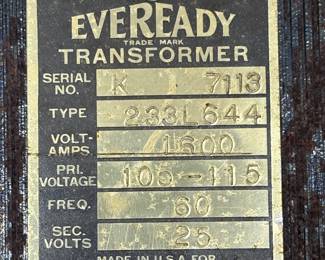 EVEREADY
TRADE MARK
TRANSFORMER
SERIAL NO. K 7113
TYPE 233L644
VOLT-AMPS 1300
PRI. VOLTAGE 105-115
FREQ. 60
SEC. VOLTS 25
MADE IN U.S.A. FOR